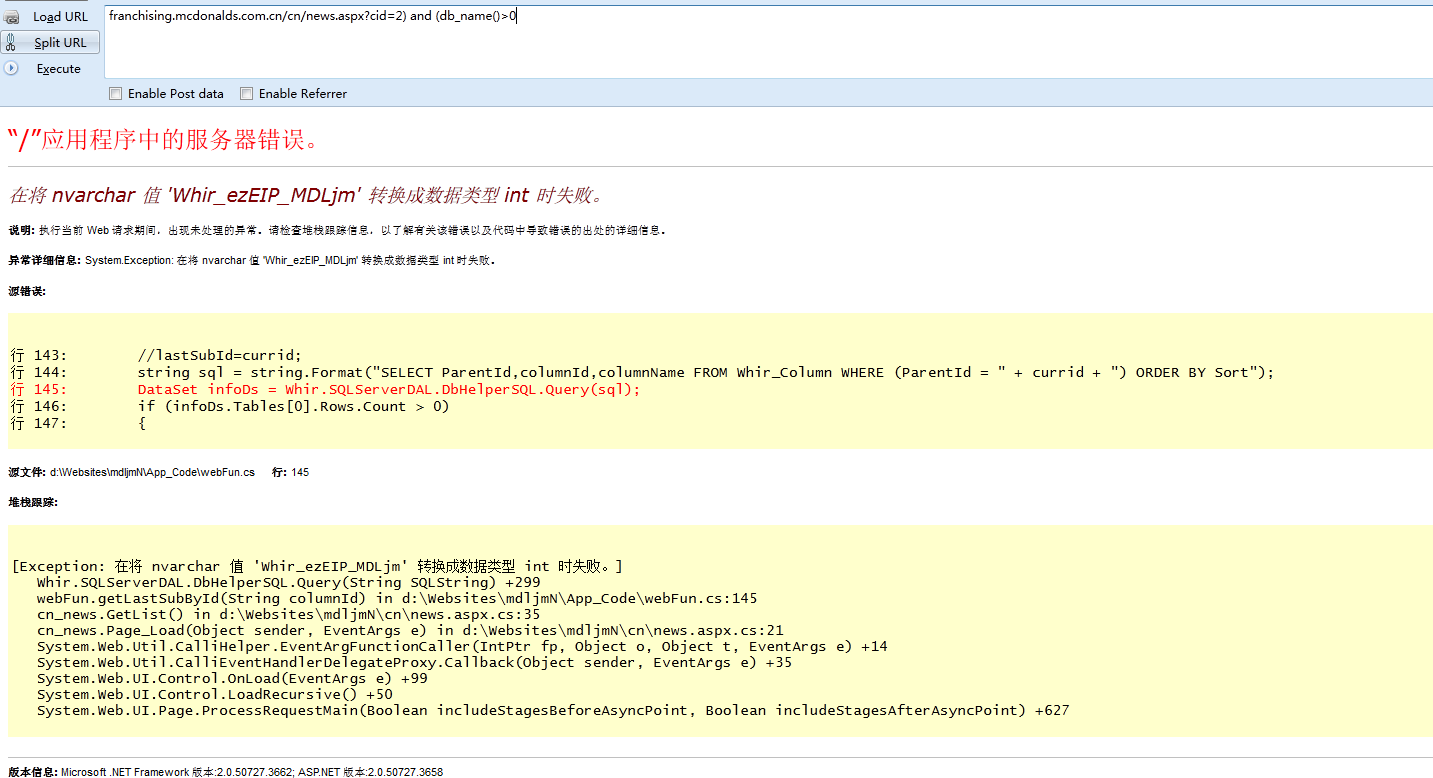 Load URL
franchising.mcdonalds.com.cn/cn/news.aspx?cid=2) and (db_name()>0
Split URL
Execute
Enable Post data Enable Referrer
“/”应用程序中的服务器错误。
在将 nvarchar 值 'Whir_ezEIP_MDLjm' 转换成数据类型 int 时失败。
说明: 执行当前 Web 请求期间，出现未处理的异常。请检查堆栈跟踪信息，以了解有关该错误以及代码中导致错误的出处的详细信息。
异常详细信息: System.Exception: 在将 nvarchar 值 'Whir_ezEIP_MDLjm' 转换成数据类型 int 时失败。
源错误:
行 143: //lastSubId=currid;
行 144: string sql = string.Format("SELECT ParentId,columnId,columnName FROM Whir_Column WHERE (ParentId = " + currid + ") ORDER BY Sort");
行 145: DataSet infoDs = Whir.SQLServerDAL.DbHelperSQL.Query(sql);
行 146: if (infoDs.Tables[0].Rows.Count > 0)
行 147: {
源文件: d:\Websites\mdljmN\App_Code\webFun.cs 行: 145
堆栈跟踪:
[Exception: 在将 nvarchar 值 'Whir_ezEIP_MDLjm' 转换成数据类型 int 时失败。]
Whir.SQLServerDAL.DbHelperSQL.Query(String SQLString) +299
webFun.getLastSubById(String columnId) in d:\Websites\mdljmN\App_Code\webFun.cs:145
cn_news.GetList() in d:\Websites\mdljmN\cn\news.aspx.cs:35
cn_news.Page_Load(Object sender, EventArgs e) in d:\Websites\mdljmN\cn\news.aspx.cs:21
System.Web.Util.CalliHelper.EventArgFunctionCaller(IntPtr fp, Object o, Object t, EventArgs e) +14
System.Web.Util.CalliEventHandlerDelegateProxy.Callback(Object sender, EventArgs e) +35
System.Web.UI.Control.OnLoad(EventArgs e) +99
System.Web.UI.Control.LoadRecursive() +50
System.Web.UI.Page.ProcessRequestMain(Boolean includeStagesBeforeAsyncPoint, Boolean includeStagesAfterAsyncPoint) +627
版本信息: Microsoft .NET Framework 版本:2.0.50727.3662; ASP.NET 版本:2.0.50727.3658